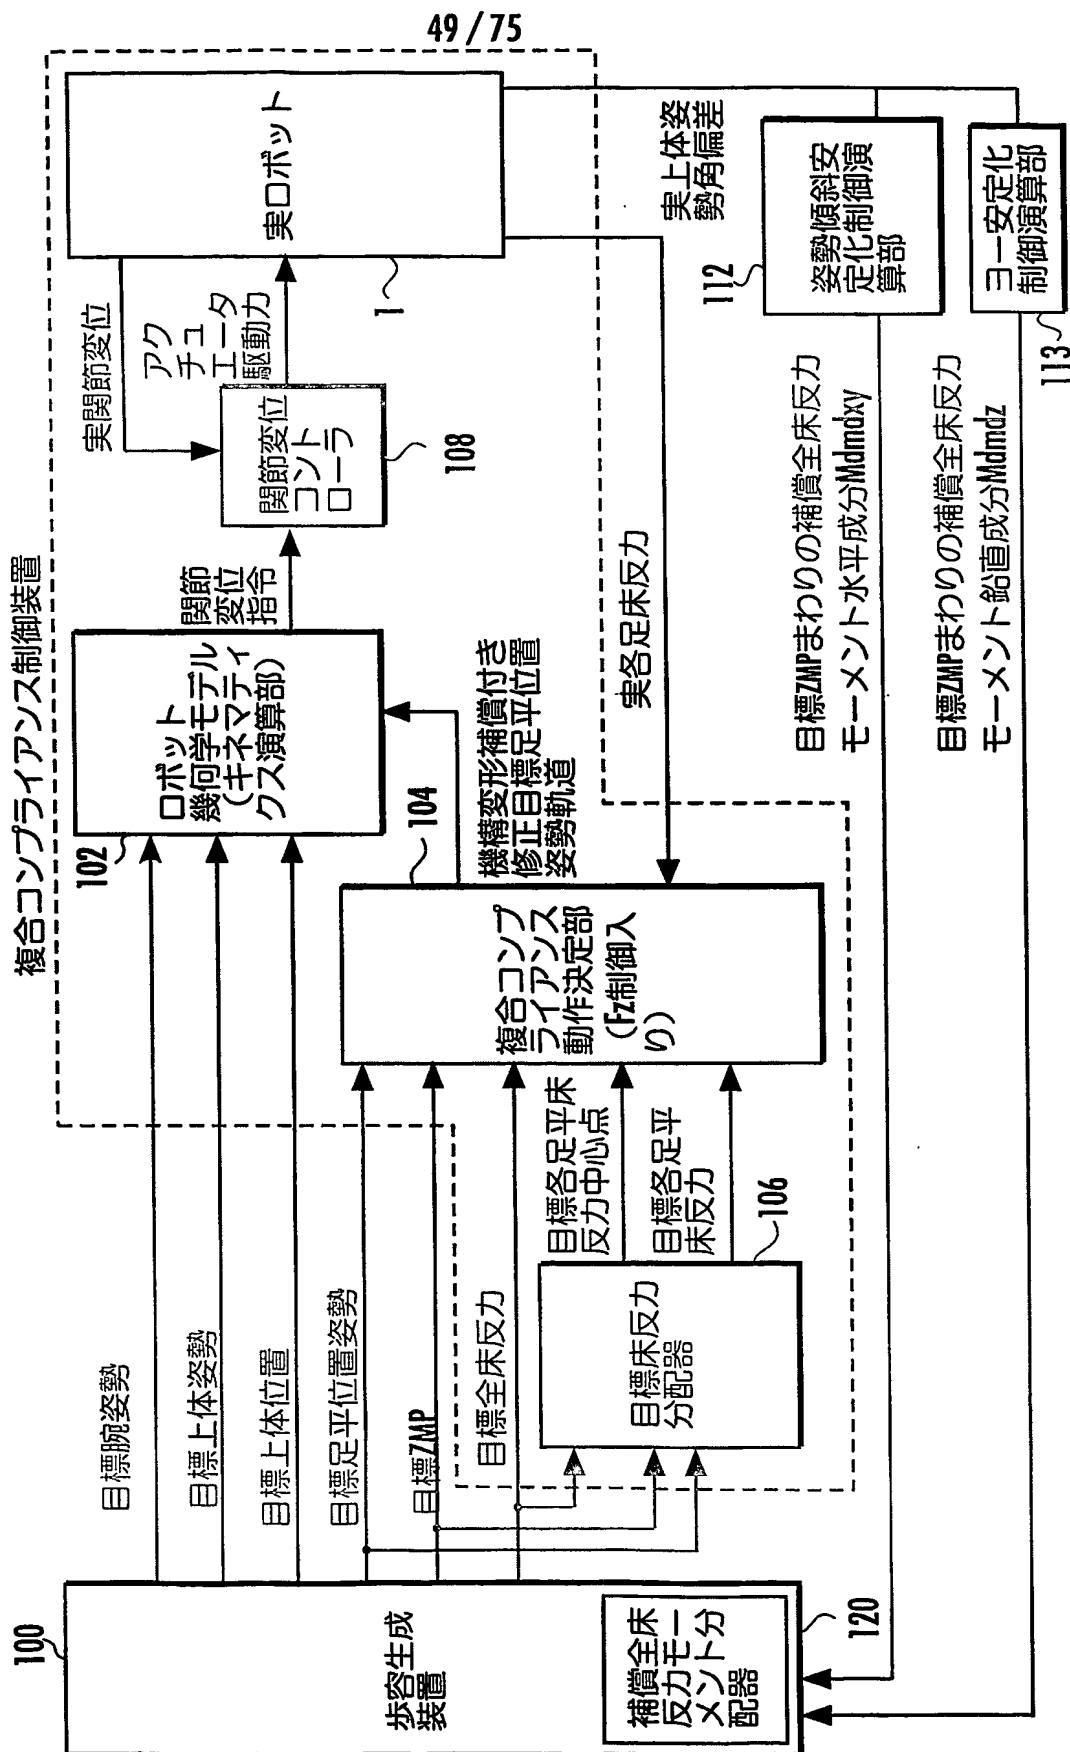 49/75
複合コンプライアンス制御装置
100
歩容生成
装置
補償全床
反力モー
メント分
配器
120
目標腕姿勢
目標上体姿勢
目標上体位置
目標足平位置姿勢
目標ZMP
目標全床反力
目標床反力
分配器
106
目標各足平床
反力中心点
目標各足平
床反力
102
ロボット
幾何学モデル
(キネマティ
クス演算部)
104
複合コンプ
ライアンス
動作決定部
(Fz制御入
り)
機構変形補償付き
修正目標足平位置
姿勢軌道
関節
変位
指令
関節変位
コント
ローラ
108
実関節変位
アク
チュ
エータ
駆動力
実ロボット
1
実各足床反力
実上体姿
勢角偏差
112
姿勢傾斜安
定化制御演
算部
ヨー安定化
制御演算部
113
目標ZMPまわりの補償全床反力
モーメント水平成分Mdmdxy
目標ZMPまわりの補償全床反力
モーメント鉛直成分Mdmdz